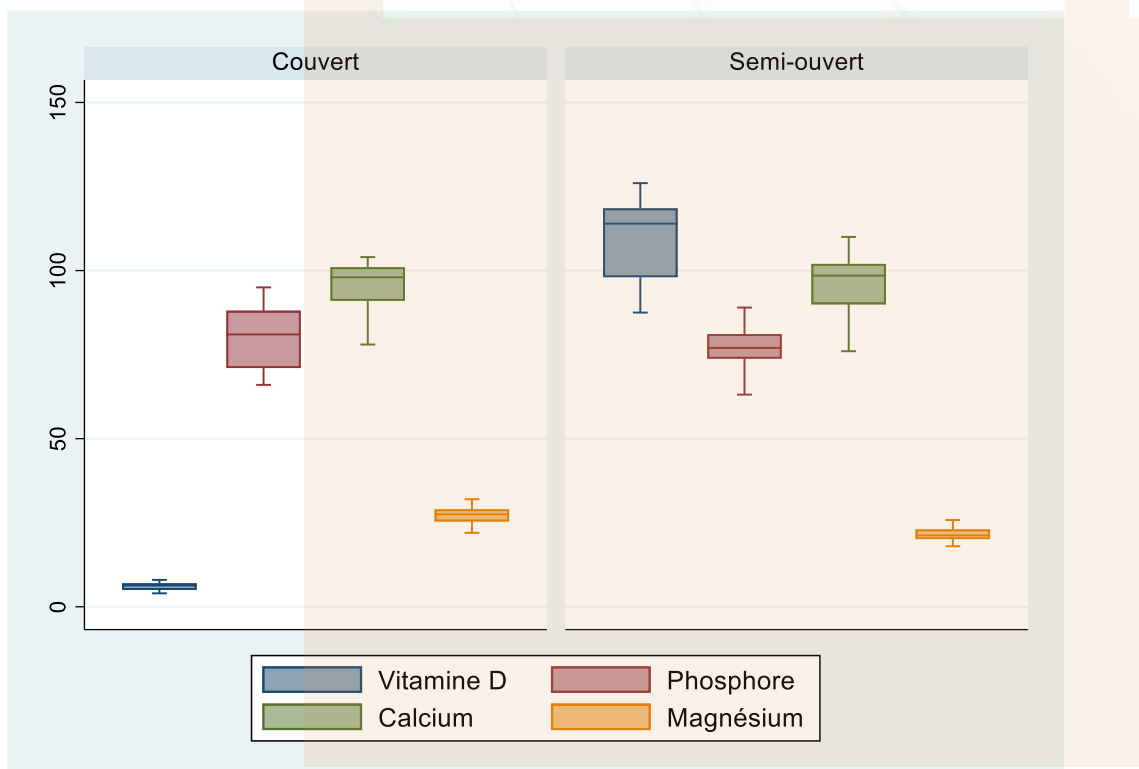 Couvert
Semi-ouvert
150
100
50
0
Vitamine D
Phosphore
Calcium
Magnésium